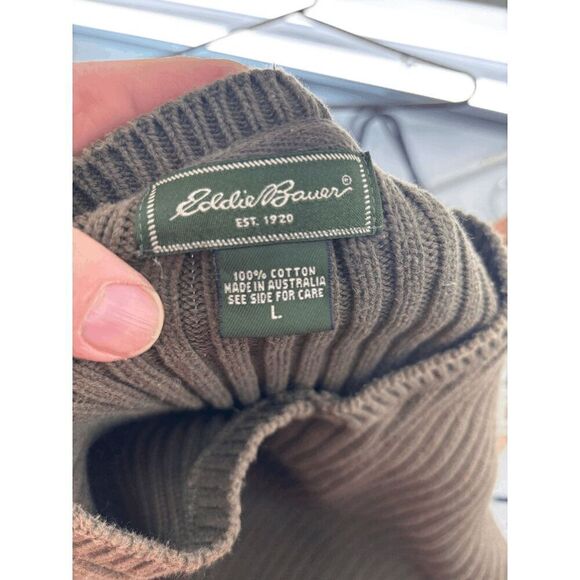 Eddie Bauer®
EST. 1920
100% COTTON
MADE IN AUSTRALIA
SEE SIDE FOR CARE
L